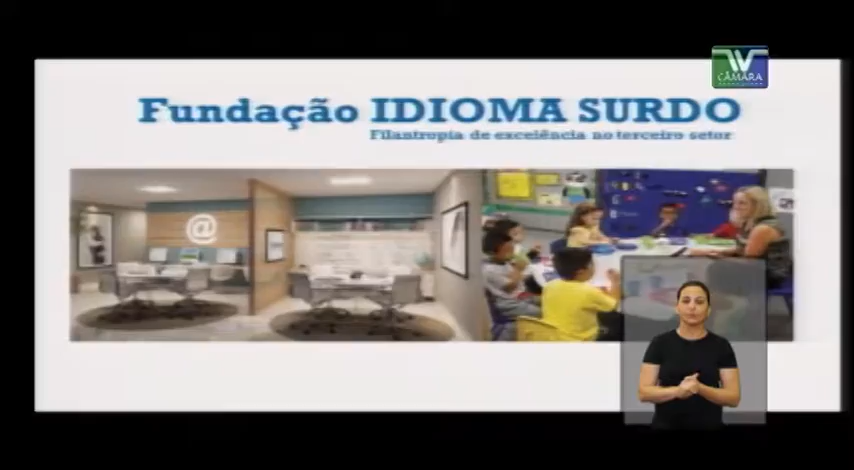 TV
CÂMARA
Fundação IDIOMA SURDO
Filantropia de excelência no terceiro setor
@